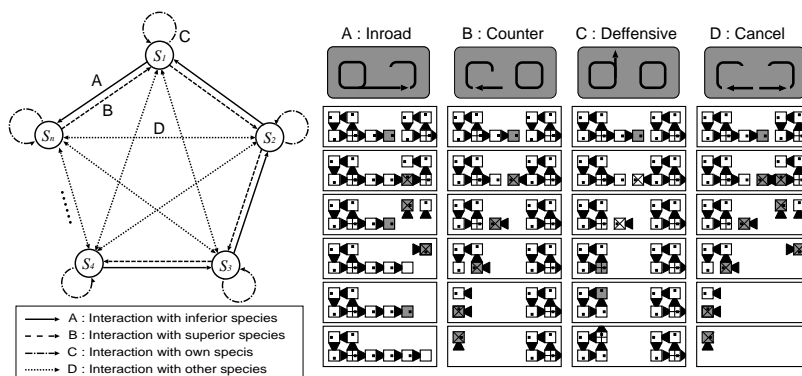 C
S1
A
B
Sn
D
S2
S4
S3
A : Interaction with inferior species
B : Interaction with superior species
C : Interaction with own specis
D : Interaction with other species
A : Inroad
B : Counter
C : Deffensive
D : Cancel